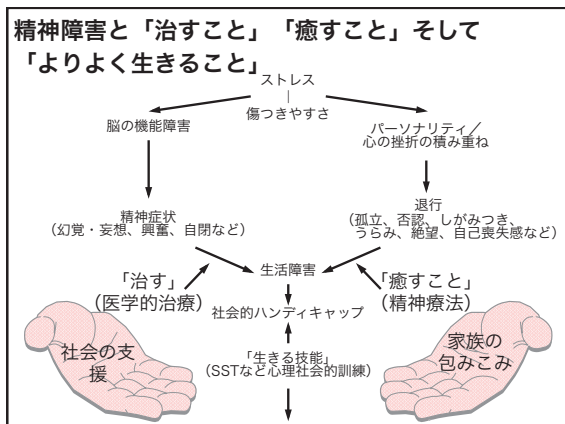 精神障害と「治すこと」「癒すこと」そして
「よりよく生きること」
ストレス
傷つきやすさ
脳の機能障害
パーソナリティ／
心の挫折の積み重ね
精神症状
（幻覚・妄想、興奮、自閉など）
退行
（孤立、否認、しがみつき、
うらみ、絶望、自己喪失感など）
生活障害
「治す」
（医学的治療）
「癒すこと」
（精神療法）
社会的ハンディキャップ
社会の支
援
家族の
包みこみ
「生きる技能」
（SSTなど心理社会的訓練）